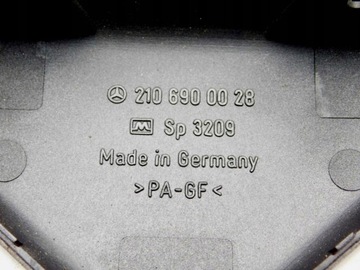 210 690 00 28
Sp 3209
Made in Germany
>PA-GF<